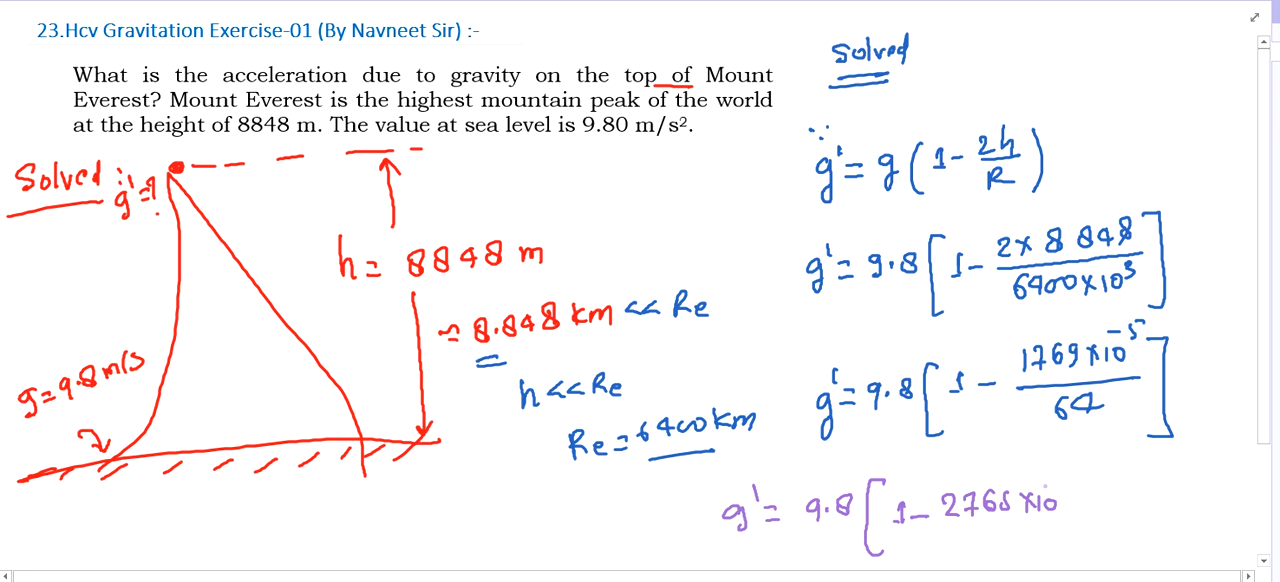 23.Hcv Gravitation Exercise-01 (By Navneet Sir) :-
What is the acceleration due to gravity on the top of Mount
Everest? Mount Everest is the highest mountain peak of the world
at the height of 8848 m. The value at sea level is 9.80 m/s².
Solved :-
g'=?
h = 8848 m
≈ 8.848 km << Re
h << Re
Re = 6400 km
g=9.8 m/s
Solved
∵
g' = g (1 - 2h/R)
g' = 9.8 [1 - 2×8848/6400×10³]
g' = 9.8 [1 - 1769×10⁻⁵/64]
g' = 9.8 [1 - 2765 ×10